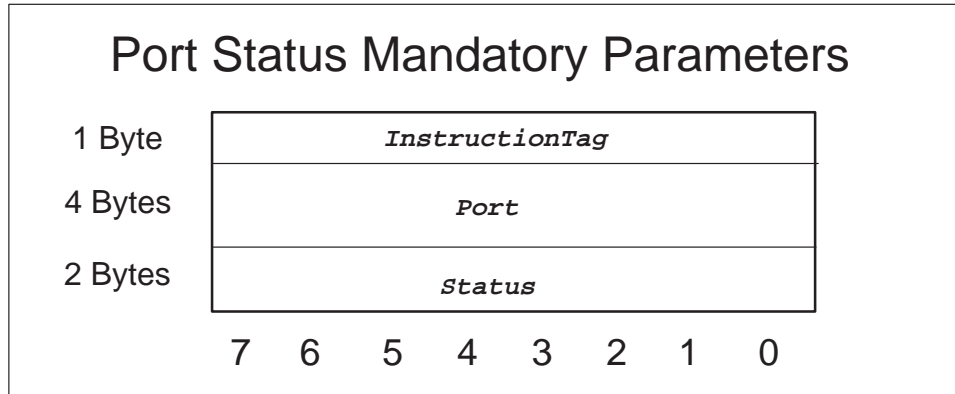 Port Status Mandatory Parameters
1 Byte InstructionTag
4 Bytes Port
2 Bytes Status
7 6 5 4 3 2 1 0